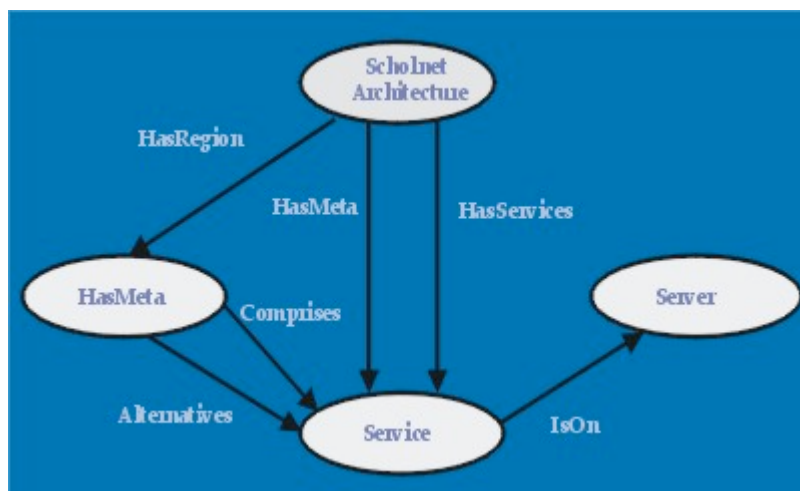 Scholnet
Architecture
HasRegion
HasMeta
HasServices
HasMeta
Server
Comprises
Alternatives
Service
IsOn